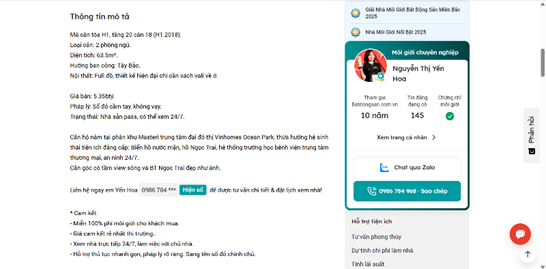 Thông tin mô tả
Mã căn tòa H1, tầng 20 căn 18 (H1.2018).
Loại căn: 2 phòng ngủ.
Diện tích: 63.5m².
Hướng ban công: Tây Bắc.
Nội thất: Full đồ, thiết kế hiện đại chỉ cần xách vali về ở.
Giá bán: 5.35btỷ.
Pháp lý: Sổ đỏ cầm tay, không vay.
Trạng thái: Nhà sẵn pass, có thể xem 24/7.
Căn hộ nằm tại phân khu Masteri trung tâm đại đô thị Vinhomes Ocean Park, thừa hưởng hệ sinh
thái tiện ích đẳng cấp: Biển hồ nước mặn, hồ Ngọc Trai, hệ thống trường học bệnh viện trung tâm
thương mại, an ninh 24/7.
Căn góc có tầm view sông và BT Ngọc Trai đẹp như ảnh.
Liên hệ ngay em Yến Hoa 0986 784 *** Hiện số để được tư vấn chi tiết & đặt lịch xem nhà!
* Cam kết
- Miễn 100% phí môi giới cho khách mua.
- Giá cam kết rẻ nhất thị trường..
- Xem nhà trực tiếp 24/7, làm việc với chủ nhà.
- Hỗ trợ thủ tục nhanh gọn, pháp lý rõ ràng. Sang tên sổ đỏ chính chủ.
Giải Nhà Môi Giới Bất Động Sản Miền Bắc
2025
Nhà Môi Giới Nổi Bật 2025
Môi giới chuyên nghiệp
Nguyễn Thị Yến
Hoa
Tham gia
Batdongsan.com.vn
10 năm
Tin đăng
đang có
145
Chứng chỉ
môi giới
Xem trang cá nhân
Chat qua Zalo
0986 784 968 · Sao chép
Hỗ trợ tiện ích
Tư vấn phong thủy
Dự tính chi phí làm nhà
Tính lãi suất
Phản hồi